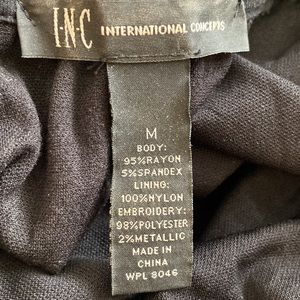 I.N.C INTERNATIONAL CONCEPTS
M
BODY:
95%RAYON
5%SPANDEX
LINING:
100%NYLON
EMBROIDERY:
98%POLYESTER
2%METALLIC
MADE IN
CHINA
WPL 8046